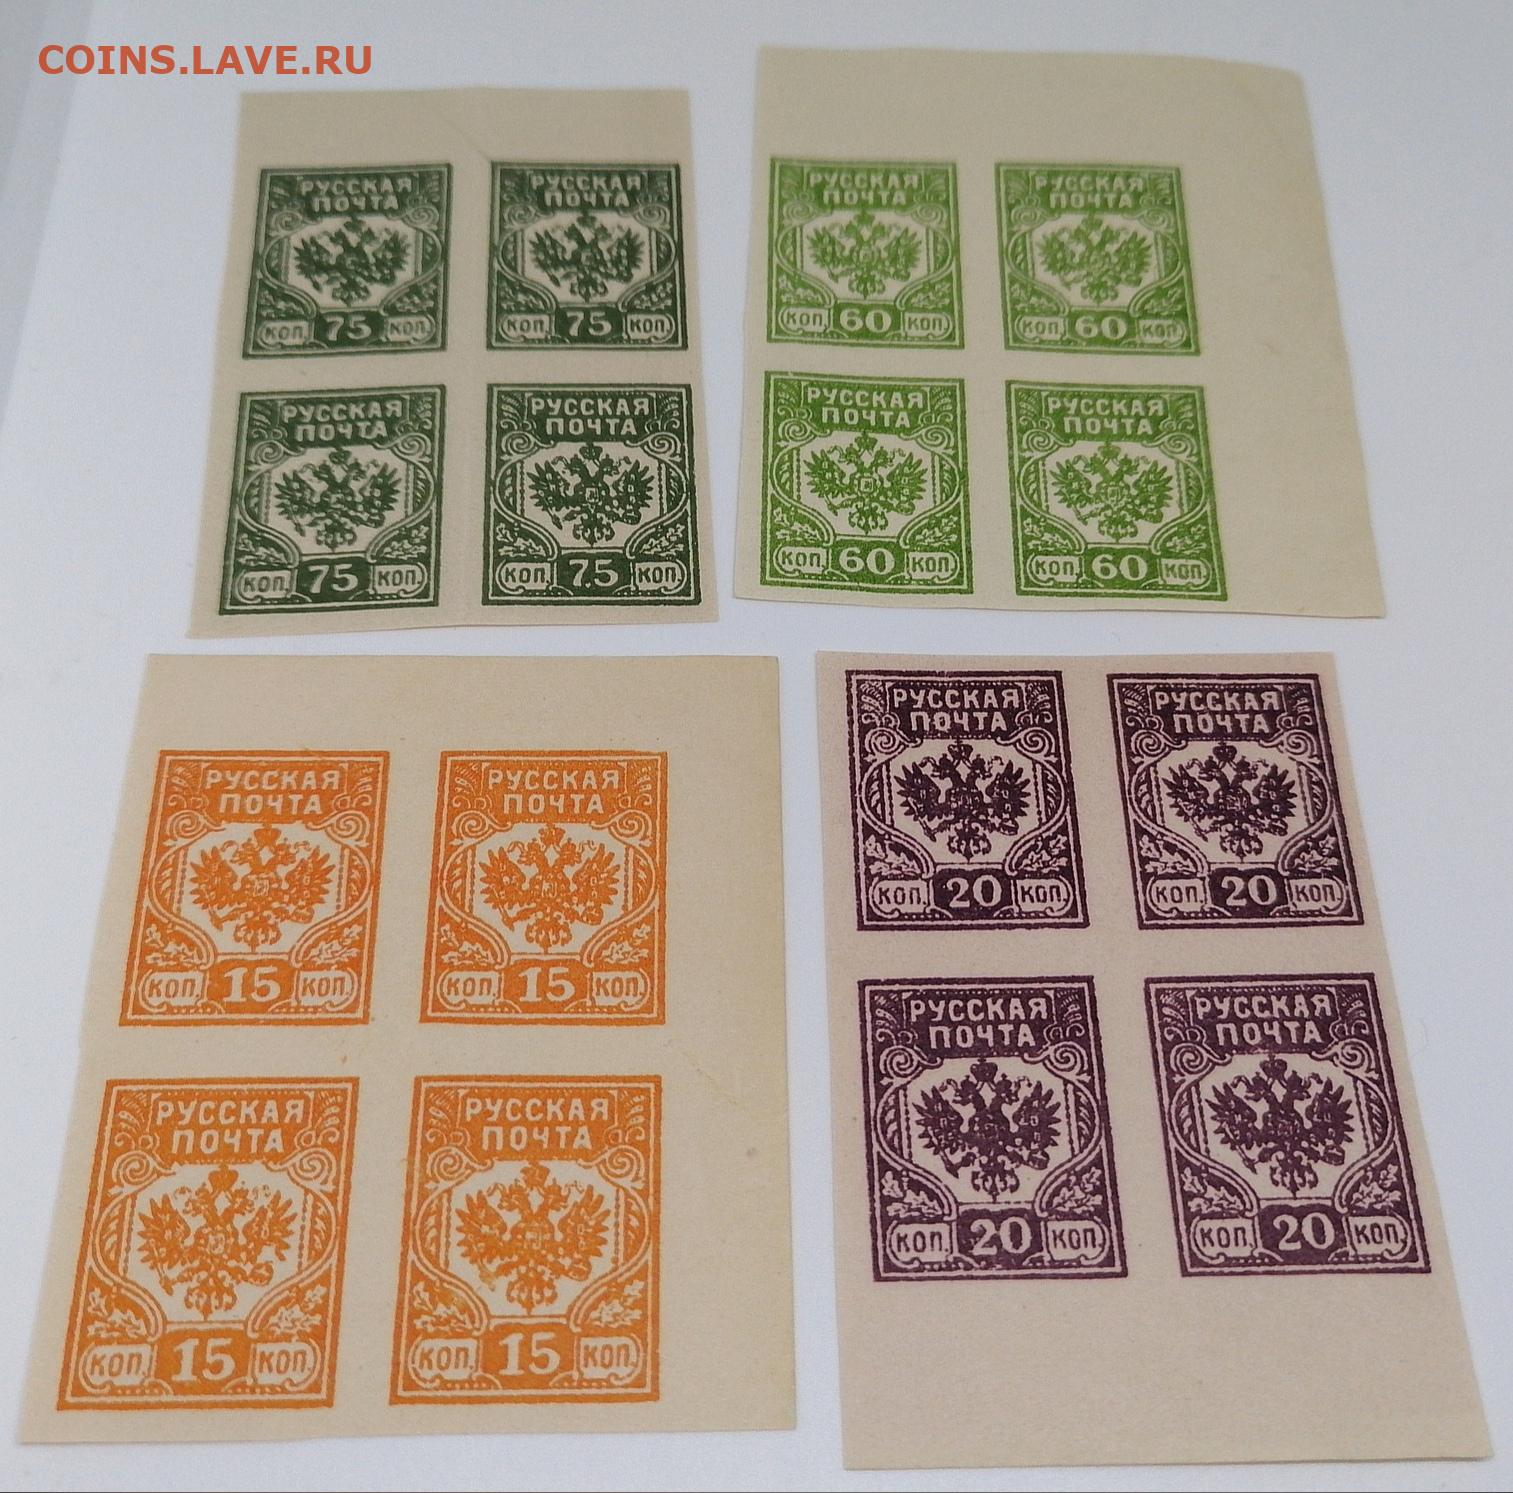 COINS.LAVE.RU
РУССКАЯ
ПОЧТА
КОП. 75 КОП.
РУССКАЯ
ПОЧТА
КОП. 75 КОП.
РУССКАЯ
ПОЧТА
КОП. 75 КОП.
РУССКАЯ
ПОЧТА
КОП. 75 КОП.
РУССКАЯ
ПОЧТА
КОП. 60 КОП.
РУССКАЯ
ПОЧТА
КОП. 60 КОП.
РУССКАЯ
ПОЧТА
КОП. 60 КОП.
РУССКАЯ
ПОЧТА
КОП. 60 КОП.
РУССКАЯ
ПОЧТА
КОП. 15 КОП.
РУССКАЯ
ПОЧТА
КОП. 15 КОП.
РУССКАЯ
ПОЧТА
КОП. 15 КОП.
РУССКАЯ
ПОЧТА
КОП. 15 КОП.
РУССКАЯ
ПОЧТА
КОП. 20 КОП.
РУССКАЯ
ПОЧТА
КОП. 20 КОП.
РУССКАЯ
ПОЧТА
КОП. 20 КОП.
РУССКАЯ
ПОЧТА
КОП. 20 КОП.